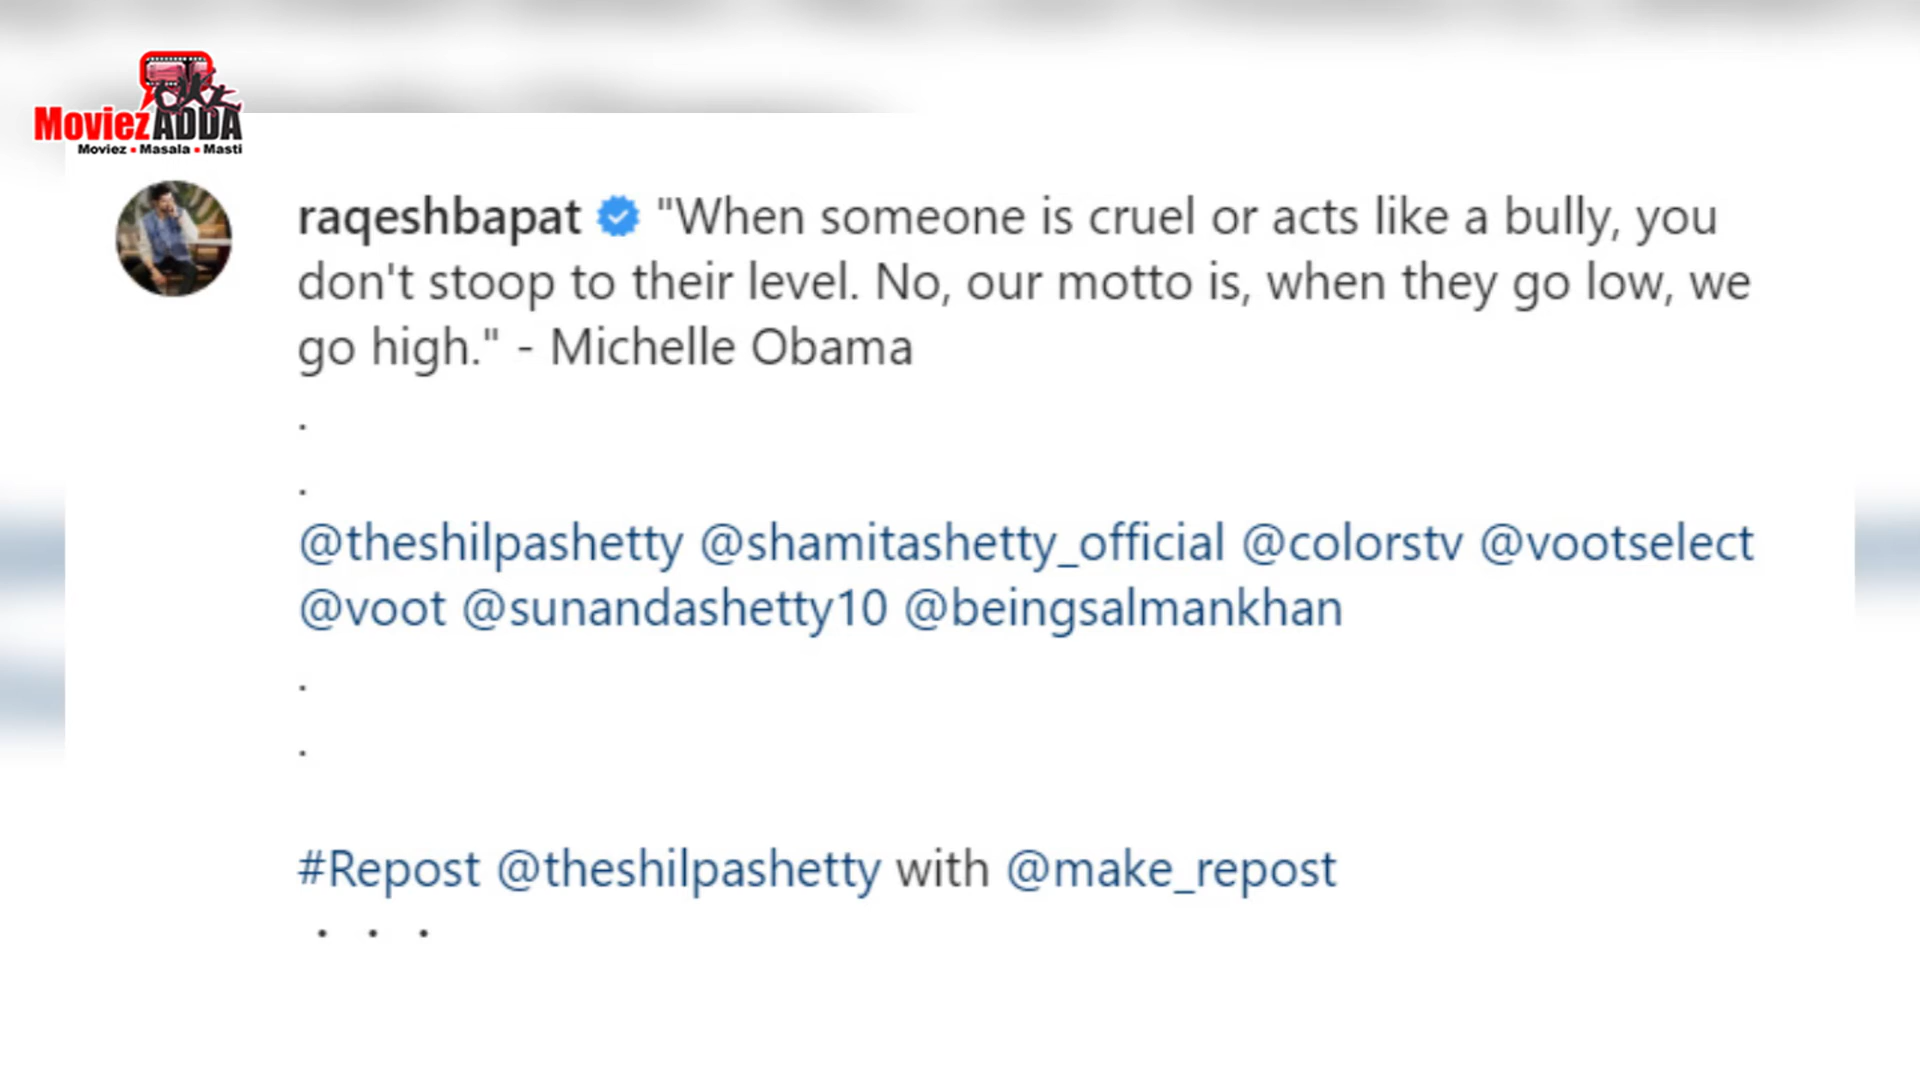 MoviezADDA
Moviez • Masala • Masti
raqeshbapat "When someone is cruel or acts like a bully, you
don't stoop to their level. No, our motto is, when they go low, we
go high." - Michelle Obama
.
.
@theshilpashetty @shamitashetty_official @colorstv @vootselect
@voot @sunandashetty10 @beingsalmankhan
.
.
#Repost @theshilpashetty with @make_repost
. . .